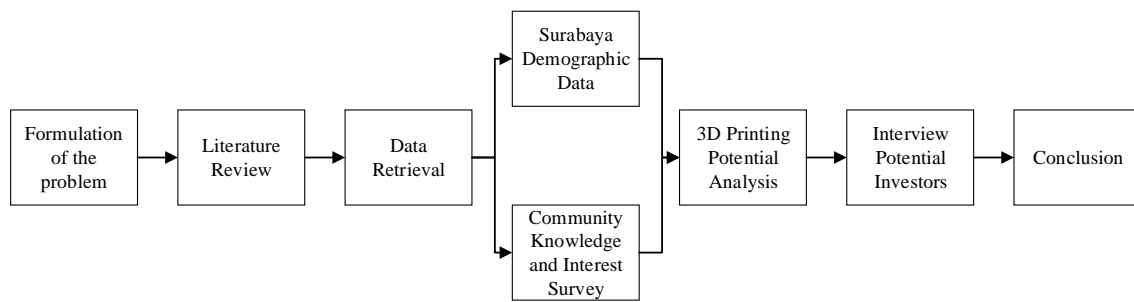 Formulation
of the
problem
Literature
Review
Data
Retrieval
Surabaya
Demographic
Data
Community
Knowledge
and Interest
Survey
3D Printing
Potential
Analysis
Interview
Potential
Investors
Conclusion